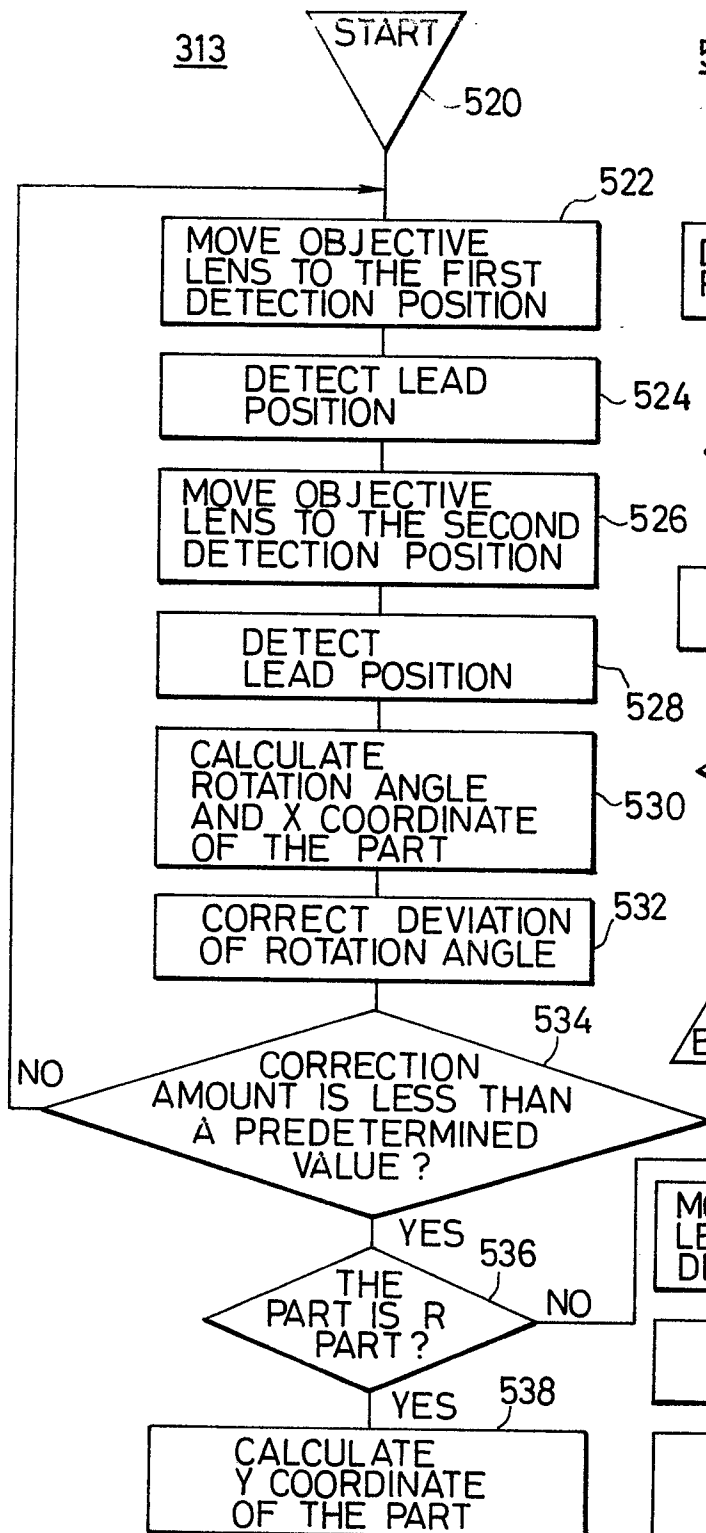 313
START
520
522
MOVE OBJECTIVE
LENS TO THE FIRST
DETECTION POSITION
DETECT LEAD
POSITION
524
MOVE OBJECTIVE
LENS TO THE SECOND
DETECTION POSITION
526
DETECT
LEAD POSITION
528
CALCULATE
ROTATION ANGLE
AND X COORDINATE
OF THE PART
530
CORRECT DEVIATION
OF ROTATION ANGLE
532
534
NO
CORRECTION
AMOUNT IS LESS THAN
A PREDETERMINED
VALUE ?
YES
536
THE
PART IS R
PART ?
NO
YES
538
CALCULATE
Y COORDINATE
OF THE PART